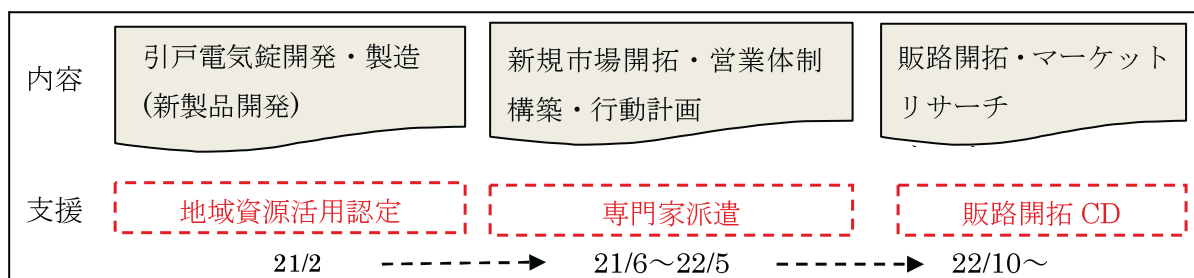 内容
引戸電気錠開発・製造
(新製品開発)
新規市場開拓・営業体制
構築・行動計画
販路開拓・マーケット
リサーチ
支援
地域資源活用認定
専門家派遣
販路開拓 CD
21/2
21/6～22/5
22/10～